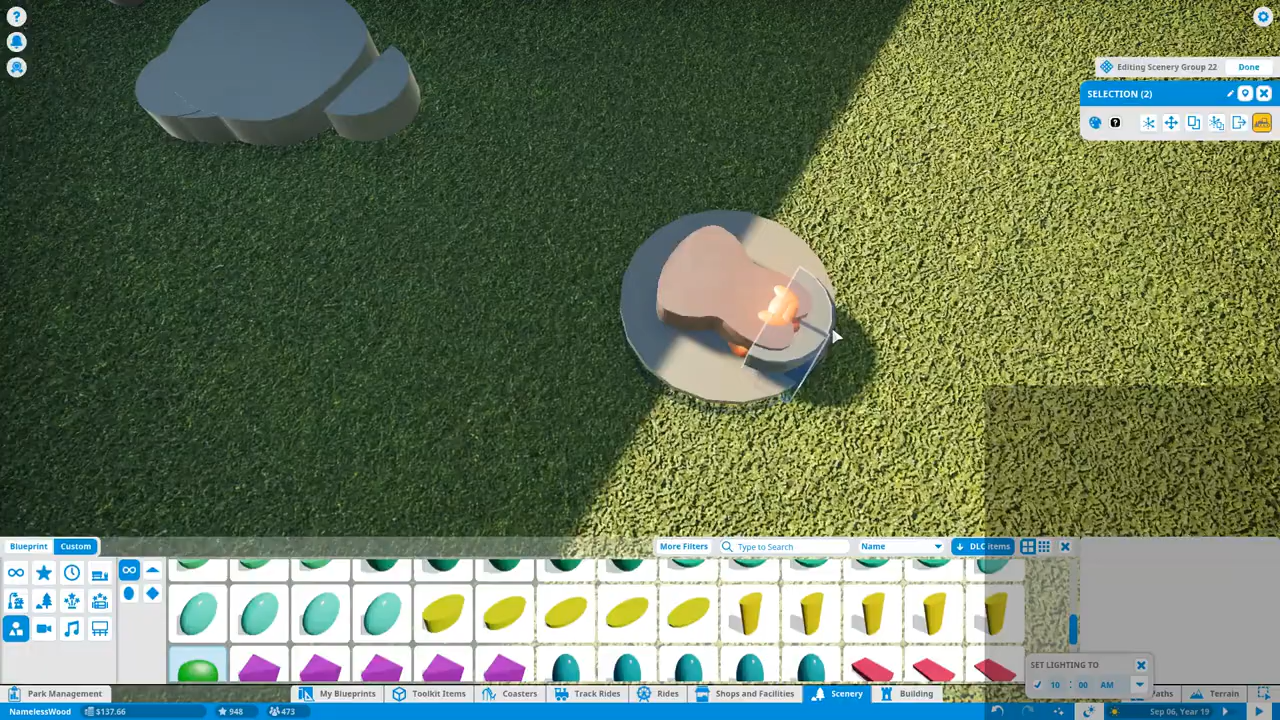 Editing Scenery Group 22 Done
SELECTION (2)
Blueprint Custom More Filters Type to Search Name DLC items
SET LIGHTING TO
10 : 00 AM
Park Management My Blueprints Toolkit Items Coasters Track Rides Rides Shops and Facilities Scenery Building Paths Terrain
NamelessWood $137.66 948 473 Sep 06, Year 19